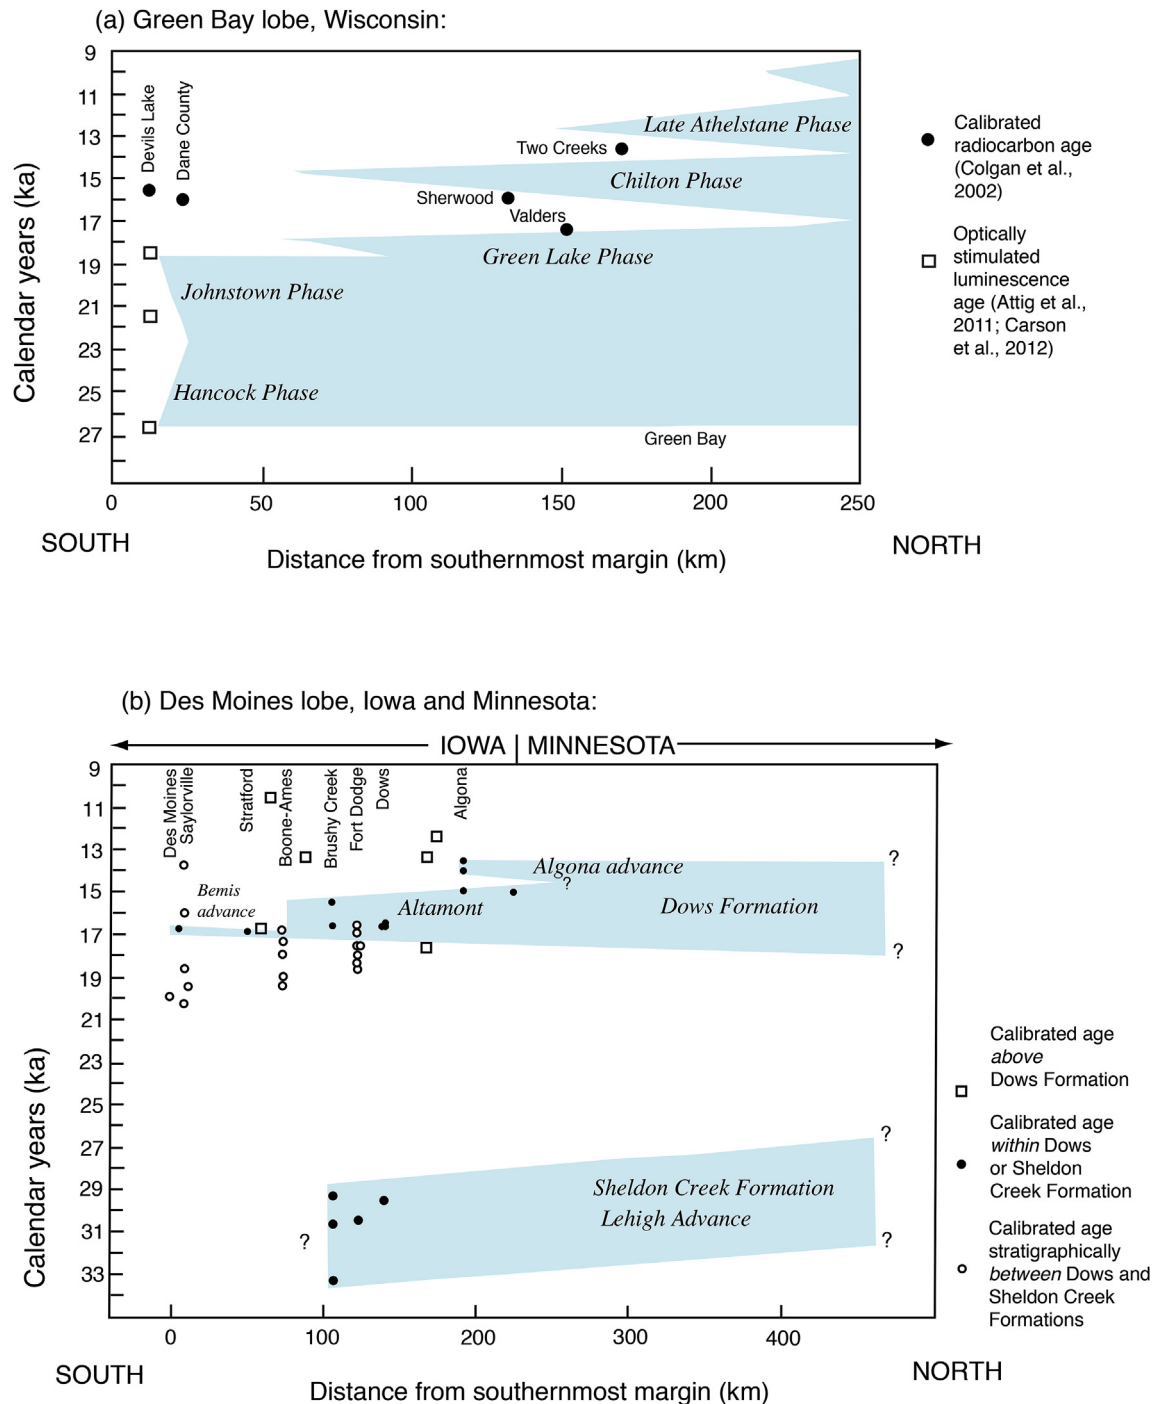 (a) Green Bay lobe, Wisconsin:
Calendar years (ka)
9
11
13
15
17
19
21
23
25
27
Devils Lake
Dane County
Late Athelstane Phase
Two Creeks
Chilton Phase
Sherwood
Valders
Green Lake Phase
Johnstown Phase
Hancock Phase
Green Bay
0
50
100
150
200
250
SOUTH
NORTH
Distance from southernmost margin (km)
Calibrated
radiocarbon age
(Colgan et al.,
2002)
Optically
stimulated
luminescence
age (Attig et al.,
2011; Carson
et al., 2012)
(b) Des Moines lobe, Iowa and Minnesota:
IOWA | MINNESOTA
Calendar years (ka)
9
11
13
15
17
19
21
23
25
27
29
31
33
Des Moines
Saylorville
Stratford
Boone-Ames
Brushy Creek
Fort Dodge
Dows
Algona
Algona advance
?
?
Bemis
advance
Altamont
Dows Formation
?
?
Sheldon Creek Formation
Lehigh Advance
?
?
0
100
200
300
400
SOUTH
NORTH
Distance from southernmost margin (km)
Calibrated age
above
Dows Formation
Calibrated age
within Dows
or Sheldon
Creek Formation
Calibrated age
stratigraphically
between Dows and
Sheldon Creek
Formations